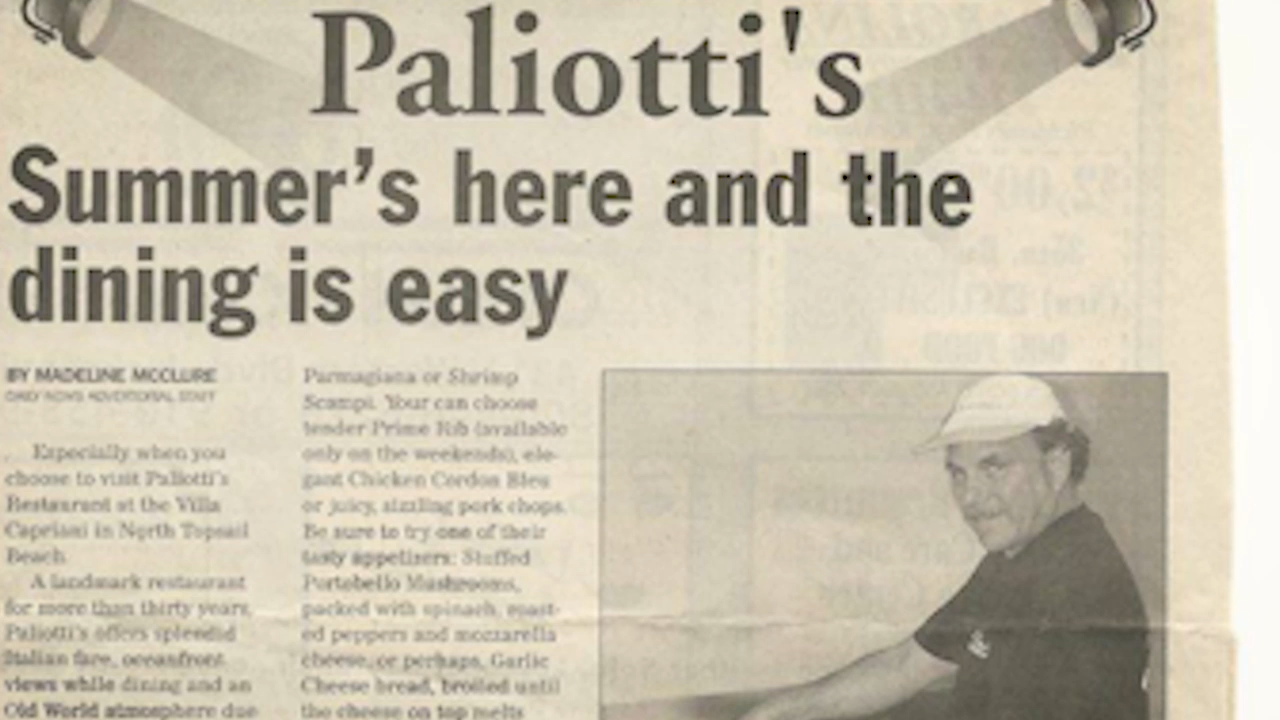 Paliotti's
Summer's here and the
dining is easy
BY MADELINE MCCLURE
DAILY NEWS ADVERTORIAL STAFF
Especially when you
choose to visit Paliotti's
Restaurant at the Villa
Capriani in North Topsail
Beach.
A landmark restaurant
for more than thirty years,
Paliotti's offers splendid
Italian fare, oceanfront
views while dining and an
Old World atmosphere due
Parmagiana or Shrimp
Scampi. Your can choose
tender Prime Rib (available
only on the weekends), ele-
gant Chicken Cordon Bleu
or juicy, sizzling pork chops.
Be sure to try one of their
tasty appetizers: Stuffed
Portobello Mushrooms,
packed with spinach, roast-
ed peppers and mozzarella
cheese, or perhaps, Garlic
Cheese bread, broiled until
the cheese on top melts